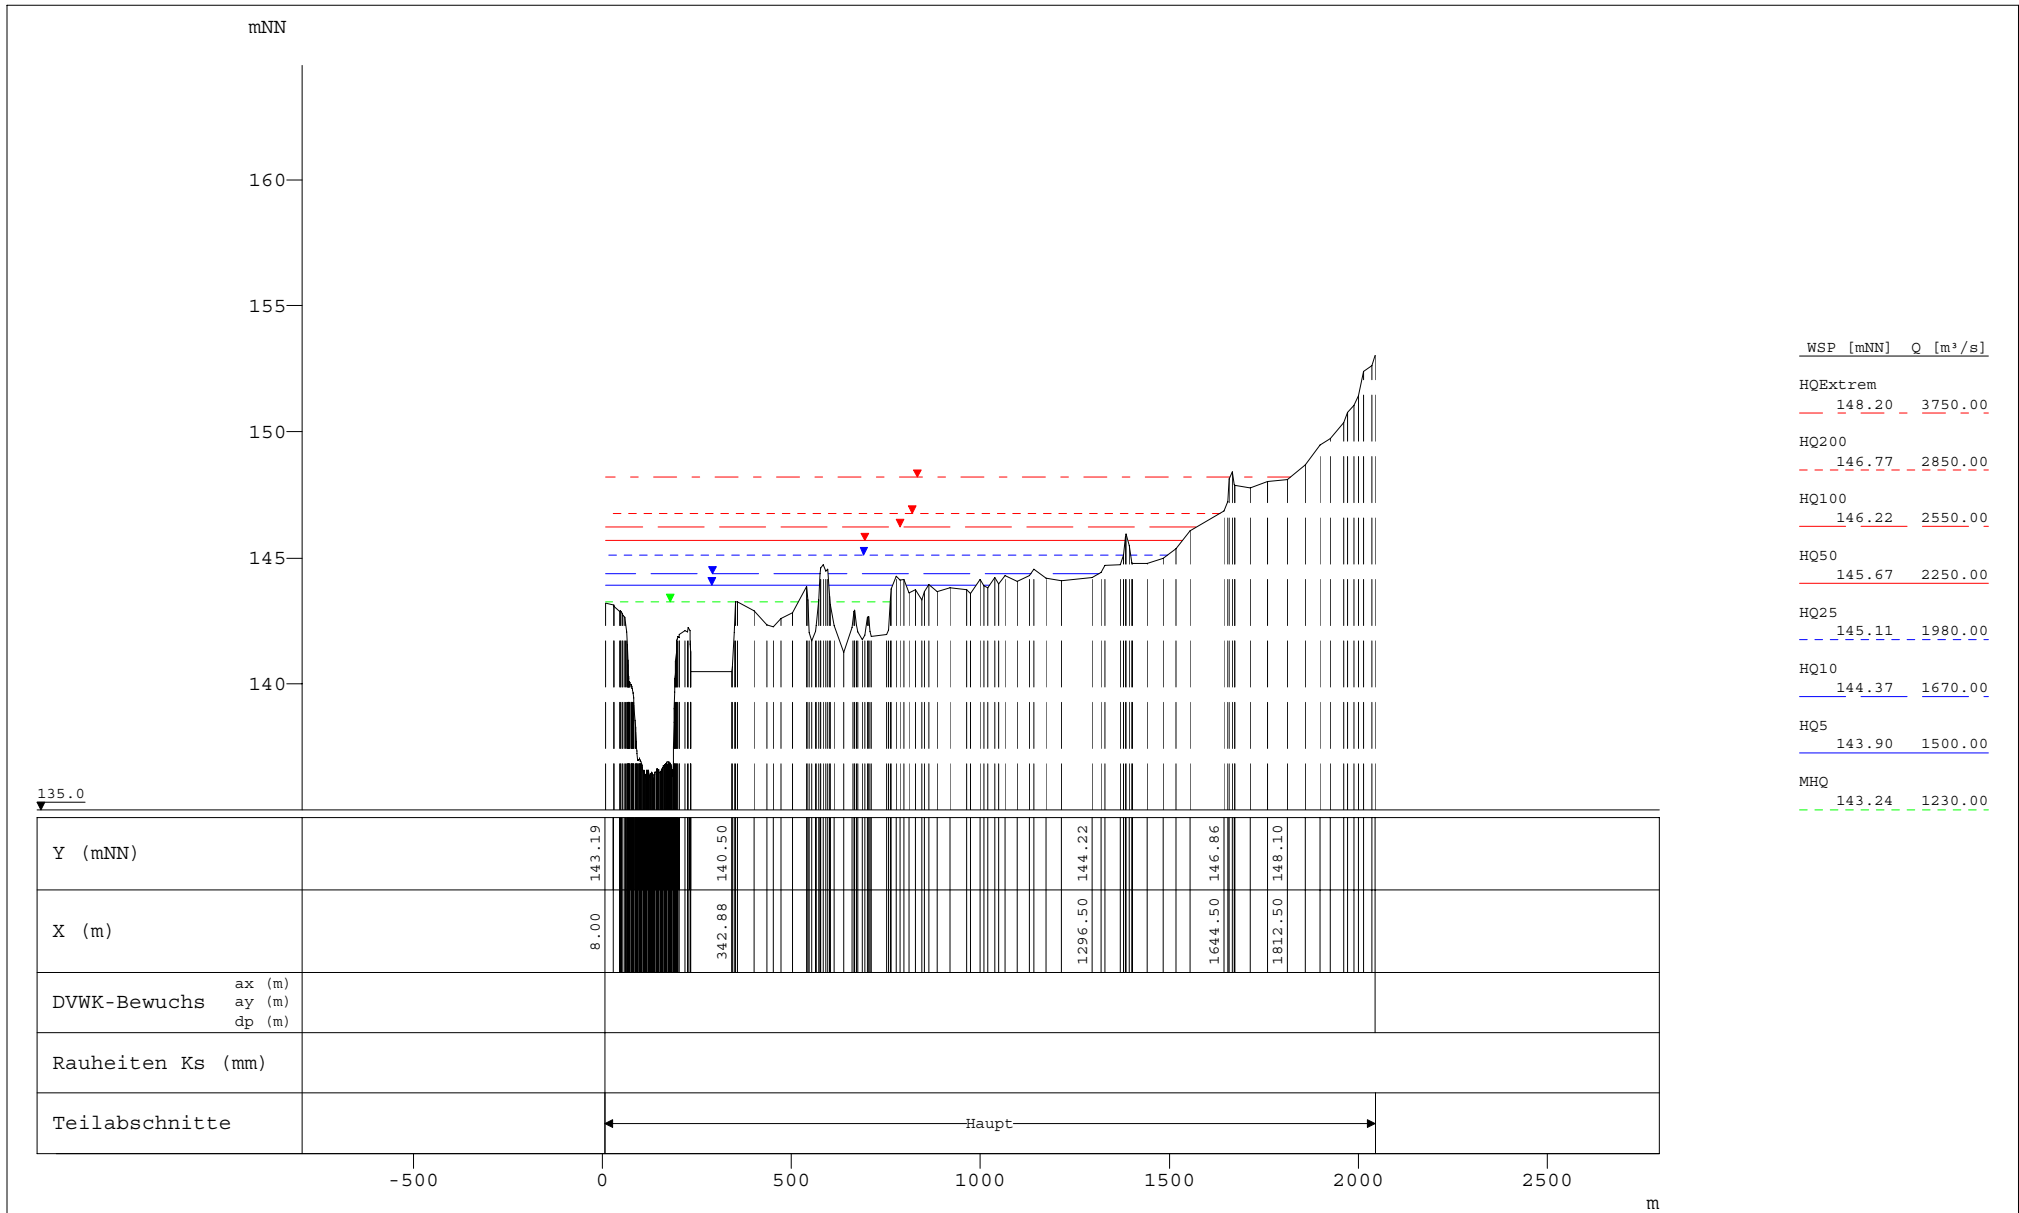 mNN
160
155
150
145
140
135.0
WSP [mNN] Q [m³/s]
HQExtrem
148.20 3750.00
HQ200
146.77 2850.00
HQ100
146.22 2550.00
HQ50
145.67 2250.00
HQ25
145.11 1980.00
HQ10
144.37 1670.00
HQ5
143.90 1500.00
MHQ
143.24 1230.00
Y (mNN)
143.19 140.50 144.22 146.86 148.10
X (m)
8.00 342.88 1296.50 1644.50 1812.50
DVWK-Bewuchs
ax (m)
ay (m)
dp (m)
Rauheiten Ks (mm)
Teilabschnitte
Haupt
-500 0 500 1000 1500 2000 2500
m